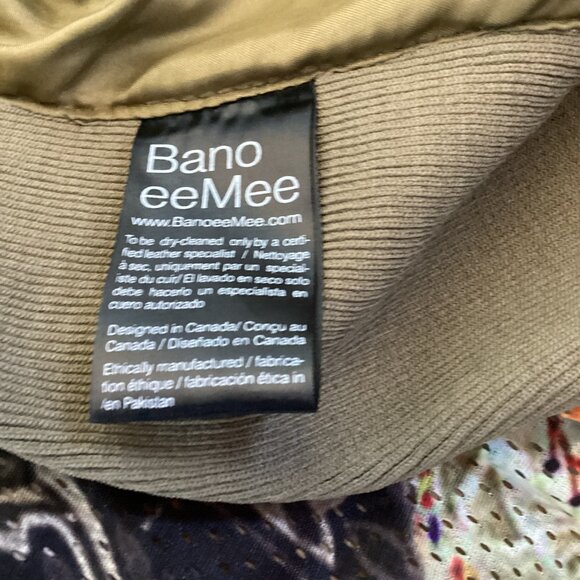 Bano
eeMee
www.BanoeeMee.com
To be dry-cleaned only by a certi-
fied leather specialist / Nettoyage
à sec, uniquement par un special-
iste du cuir/ El lavado en seco solo
debe hacerlo un especialista en
cuero autorizado
Designed in Canada/ Conçu au
Canada / Diseñado en Canada
Ethically manufactured / fabrica-
tion éthique / fabricación ética in
/en Pakistan